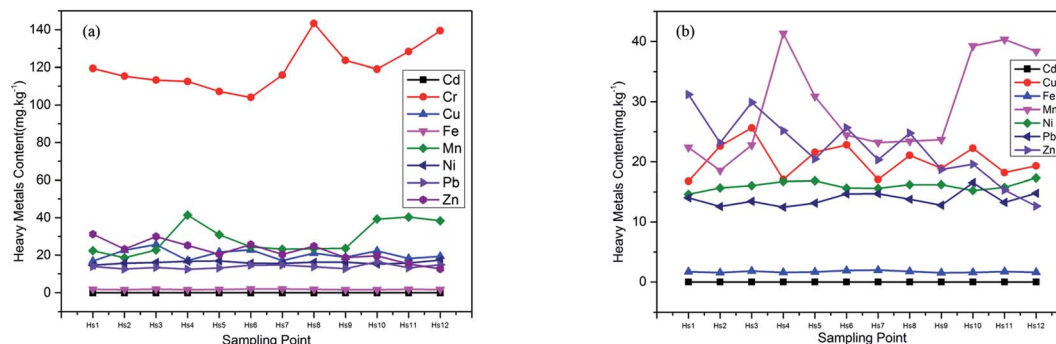 (a)
Heavy Metals Content(mg.kg-1)
140
120
100
80
60
40
20
0
Cd
Cr
Cu
Fe
Mn
Ni
Pb
Zn
Hs1 Hs2 Hs3 Hs4 Hs5 Hs6 Hs7 Hs8 Hs9 Hs10 Hs11 Hs12
Sampling Point
(b)
Heavy Metals Content(mg.kg-1)
40
30
20
10
0
Cd
Cu
Fe
Mn
Ni
Pb
Zn
Hs1 Hs2 Hs3 Hs4 Hs5 Hs6 Hs7 Hs8 Hs9 Hs10 Hs11 Hs12
Sampling Point